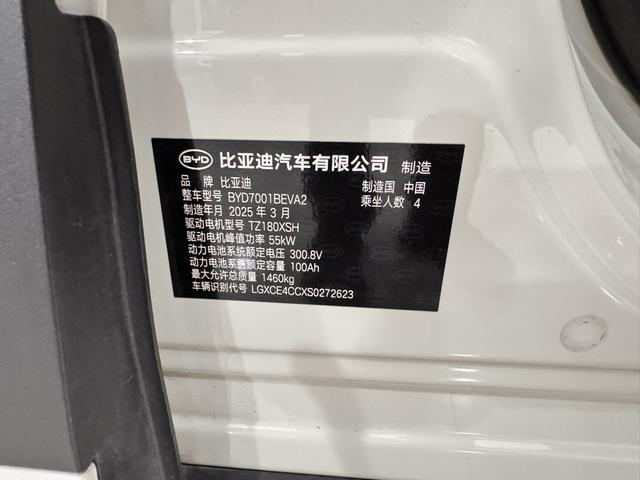 BYD 比亚迪汽车有限公司 制造
品 牌 比亚迪 制造国 中国
整车型号 BYD7001BEVA2 乘坐人数 4
制造年月 2025 年 3 月
驱动电机型号 TZ180XSH
驱动电机峰值功率 55kW
动力电池系统额定电压 300.8V
动力电池系统额定容量 100Ah
最大允许总质量 1460kg
车辆识别代号 LGXCE4CCXS0272623